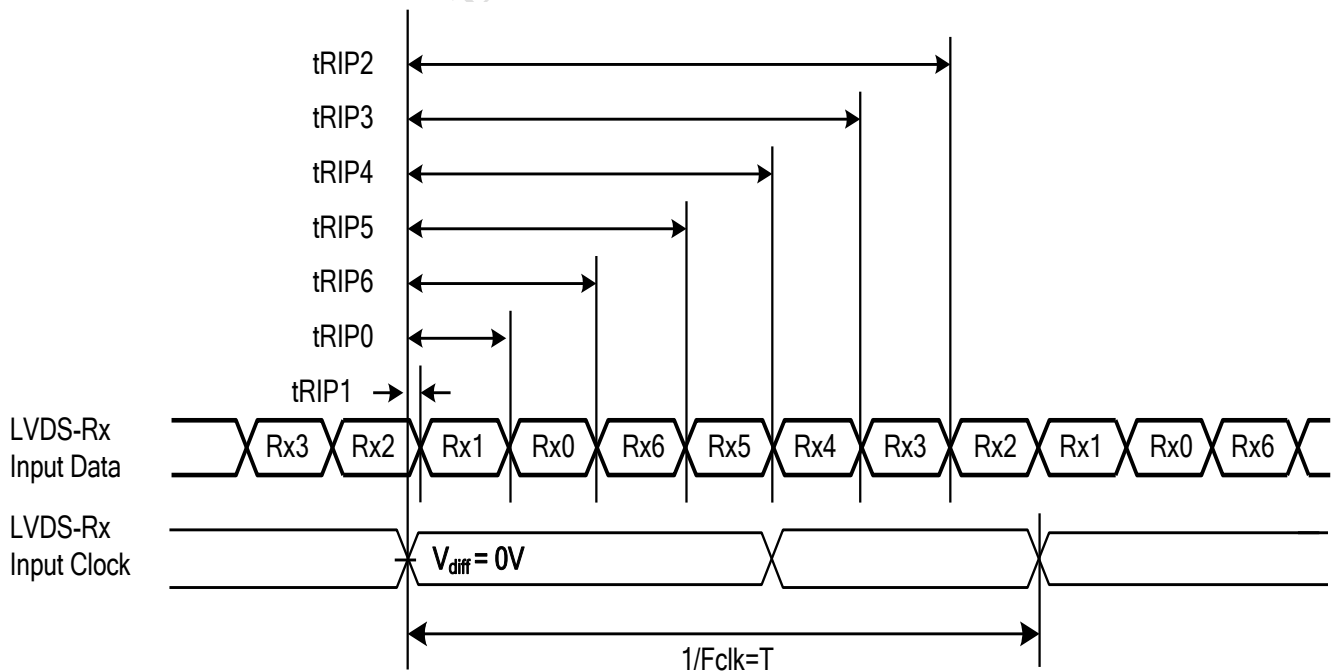 tRIP2
tRIP3
tRIP4
tRIP5
tRIP6
tRIP0
tRIP1
LVDS-Rx
Input Data
Rx3 Rx2 Rx1 Rx0 Rx6 Rx5 Rx4 Rx3 Rx2 Rx1 Rx0 Rx6
LVDS-Rx
Input Clock
Vdiff = 0V
1/Fclk=T